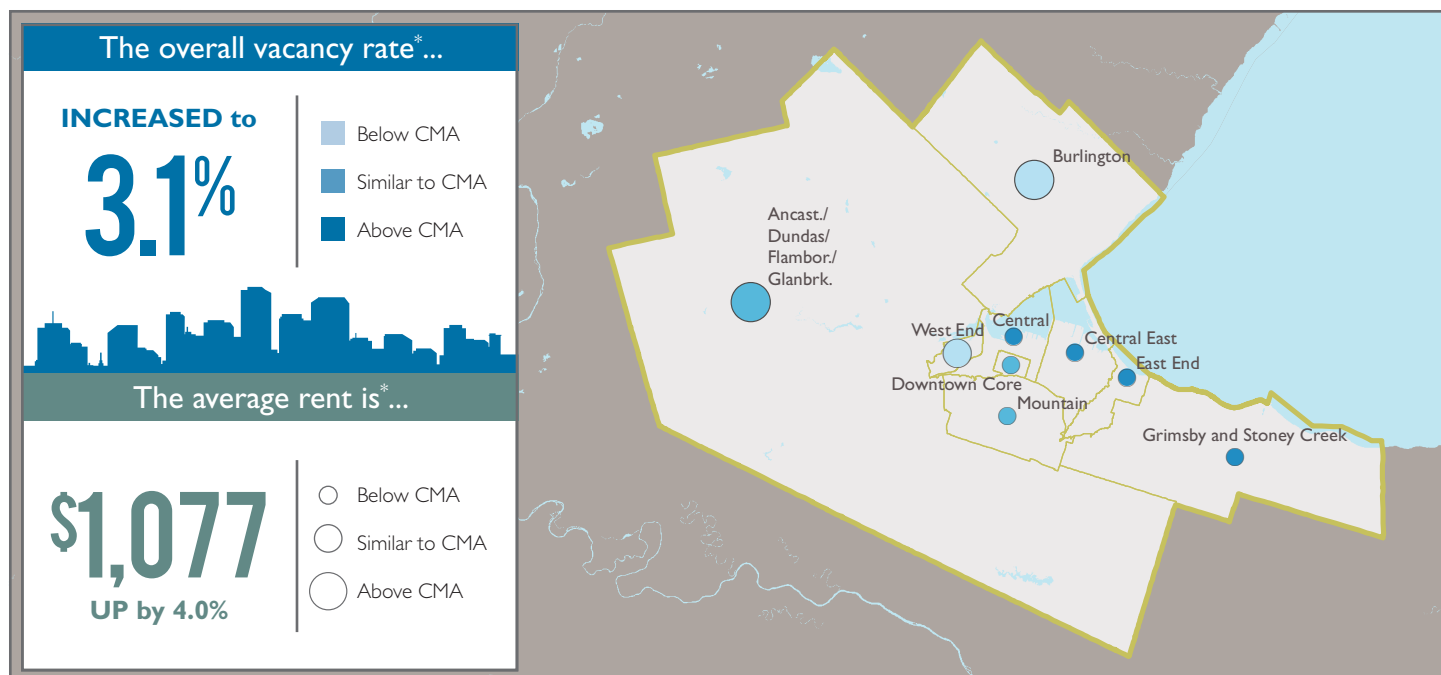 The overall vacancy rate*...
INCREASED to
3.1%
Below CMA
Similar to CMA
Above CMA
The average rent is*...
$1,077
UP by 4.0%
Below CMA
Similar to CMA
Above CMA
Burlington
Ancast./
Dundas/
Flambor./
Glanbrk.
West End
Central
Central East
East End
Downtown Core
Mountain
Grimsby and Stoney Creek